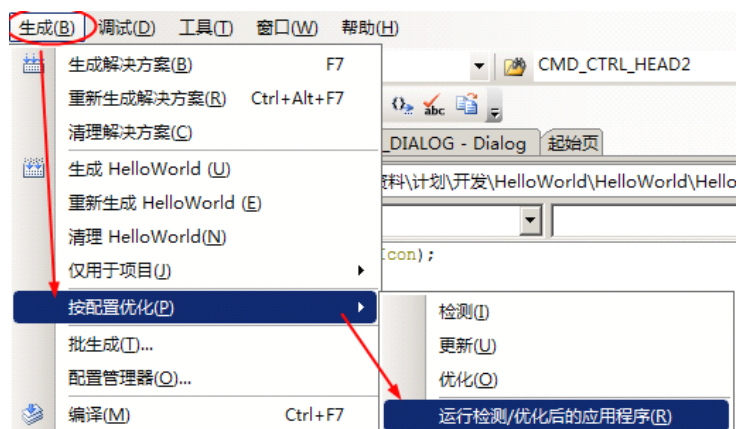 生成(B) 调试(D) 工具(T) 窗口(W) 帮助(H)
生成解决方案(B) F7
CMD_CTRL_HEAD2
重新生成解决方案(R) Ctrl+Alt+F7
abc
清理解决方案(C)
_DIALOG - Dialog 起始页
生成 HelloWorld (U)
资料\计划\开发\HelloWorld\HelloWorld\Hello
重新生成 HelloWorld (E)
清理 HelloWorld(N)
con);
仅用于项目(J)
按配置优化(P)
检测(I)
批生成(T)...
更新(U)
配置管理器(O)...
优化(O)
编译(M) Ctrl+F7
运行检测/优化后的应用程序(R)